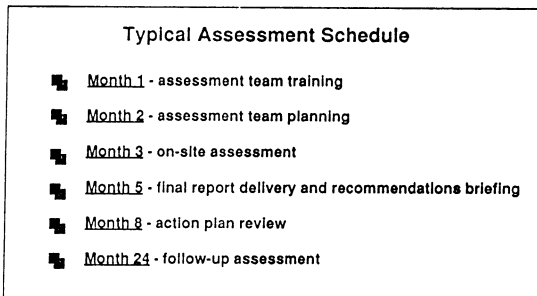 Typical Assessment Schedule
Month 1 - assessment team training
Month 2 - assessment team planning
Month 3 - on-site assessment
Month 5 - final report delivery and recommendations briefing
Month 8 - action plan review
Month 24 - follow-up assessment